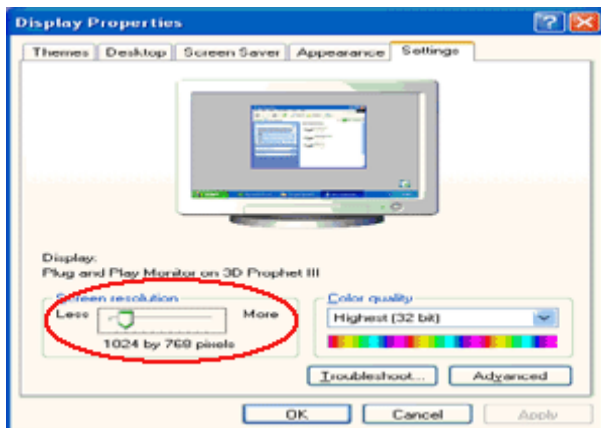 Display Properties
Themes Desktop Screen Saver Appearance Settings
Display:
Plug and Play Monitor on 3D Prophet III
Screen resolution
Less More
1024 by 768 pixels
Color quality
Highest (32 bit)
Troubleshoot... Advanced
OK Cancel Apply